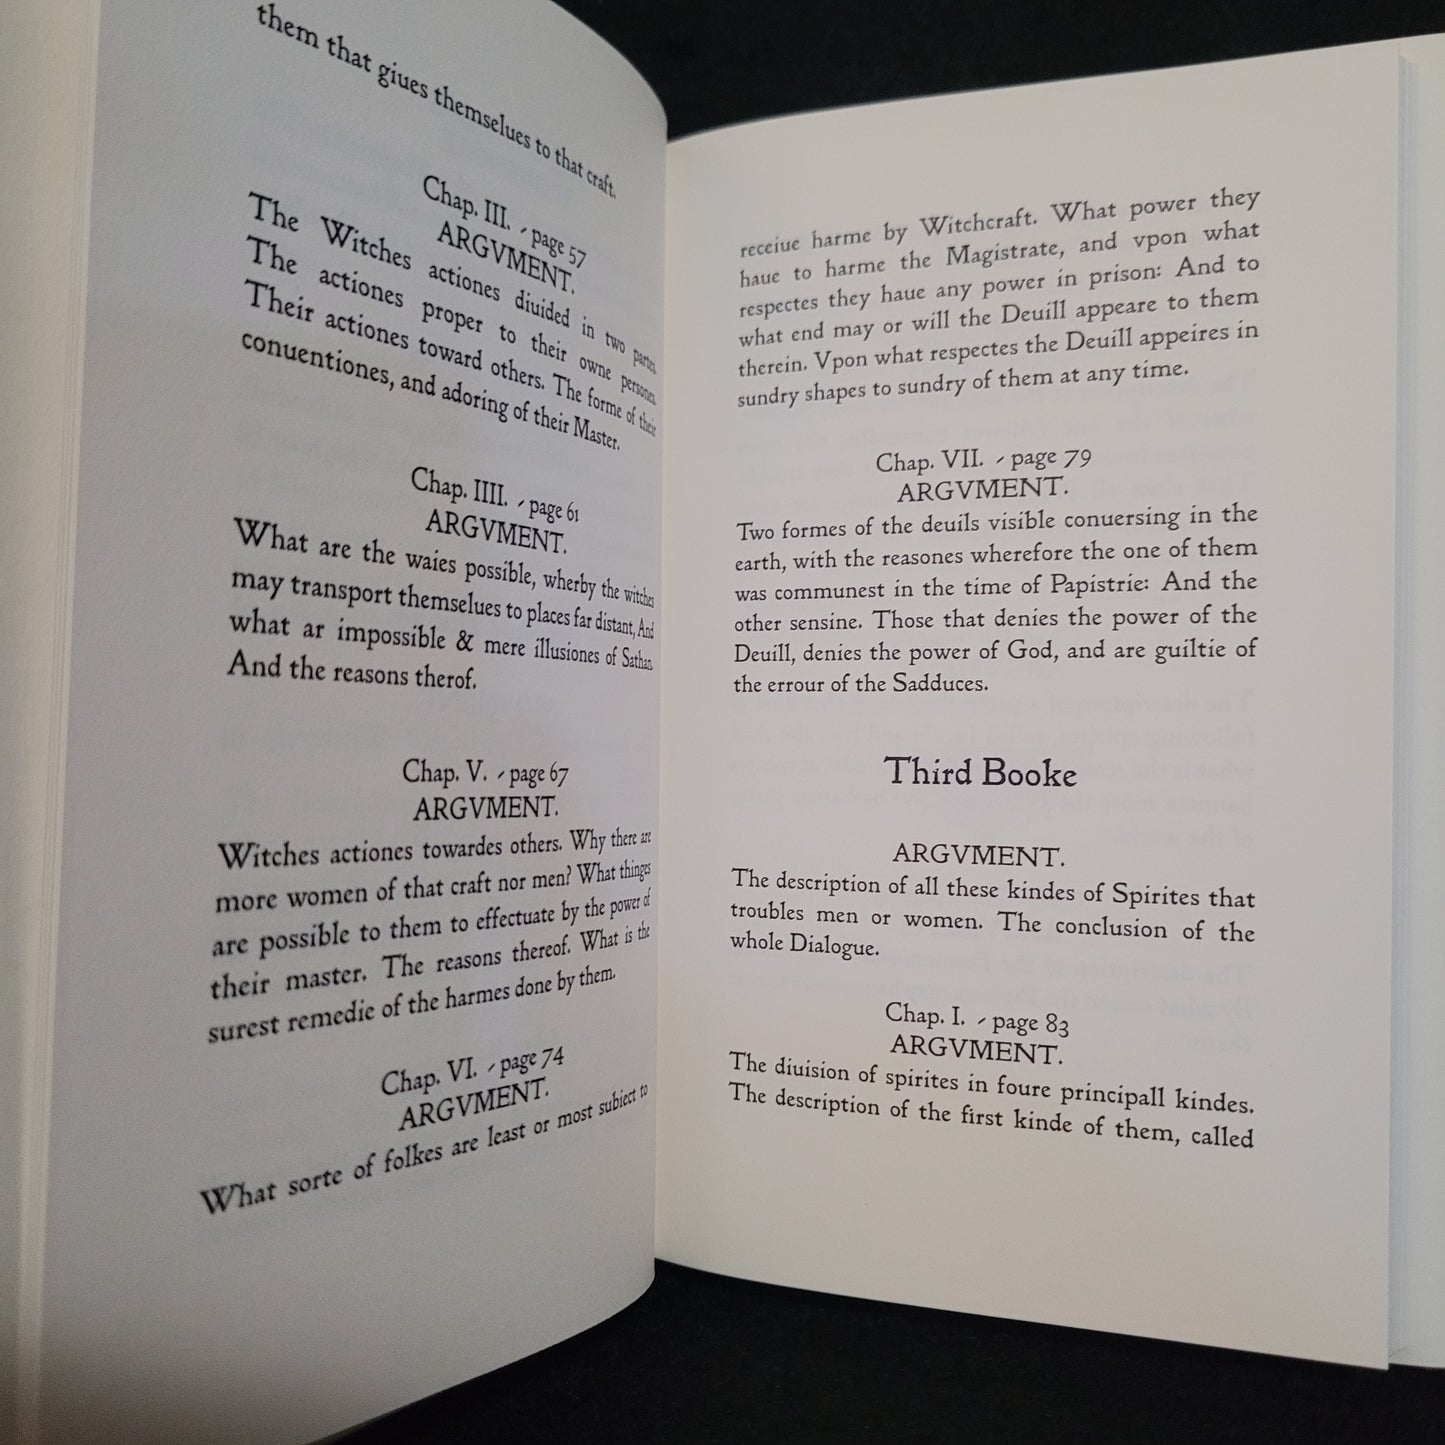 them that giues themselues to that craft.
Chap. III. - page 57
ARGVMENT.
The Witches actiones diuided in two partes.
The actiones proper to their owne persones.
Their actiones toward others. The forme of their
conuentiones, and adoring of their Master.
Chap. IIII. - page 61
ARGVMENT.
What are the waies possible, wherby the witches
may transport themselues to places far distant, And
what ar impossible & mere illusiones of Sathan.
And the reasons therof.
Chap. V. - page 67
ARGVMENT.
Witches actiones towardes others. Why there are
more women of that craft nor men? What thinges
are possible to them to effectuate by the power of
their master. The reasons thereof. What is the
surest remedie of the harmes done by them.
Chap. VI. - page 74
ARGVMENT.
What sorte of folkes are least or most subiect to
receiue harme by Witchcraft. What power they
haue to harme the Magistrate, and vpon what
respectes they haue any power in prison: And to
what end may or will the Deuill appeare to them
therein. Vpon what respectes the Deuill appeires in
sundry shapes to sundry of them at any time.
Chap. VII. - page 79
ARGVMENT.
Two formes of the deuils visible conuersing in the
earth, with the reasones wherefore the one of them
was communest in the time of Papistrie: And the
other sensine. Those that denies the power of the
Deuill, denies the power of God, and are guiltie of
the errour of the Sadduces.
Third Booke
ARGVMENT.
The description of all these kindes of Spirites that
troubles men or women. The conclusion of the
whole Dialogue.
Chap. I. - page 83
ARGVMENT.
The diuision of spirites in foure principall kindes.
The description of the first kinde of them, called